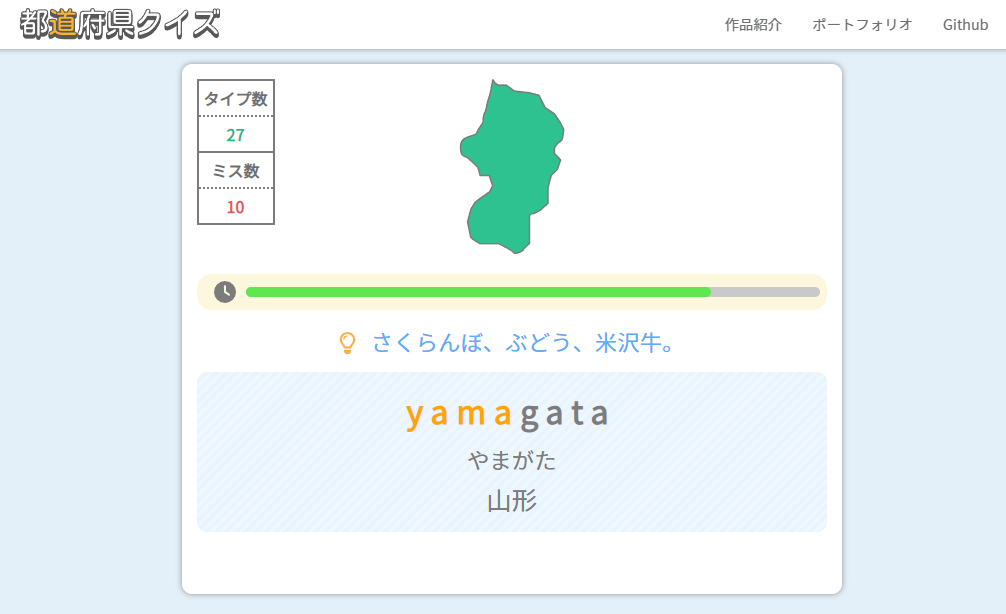 都道府県クイズ
作品紹介 ポートフォリオ Github
タイプ数
27
ミス数
10
さくらんぼ、ぶどう、米沢牛。
yamagata
やまがた
山形